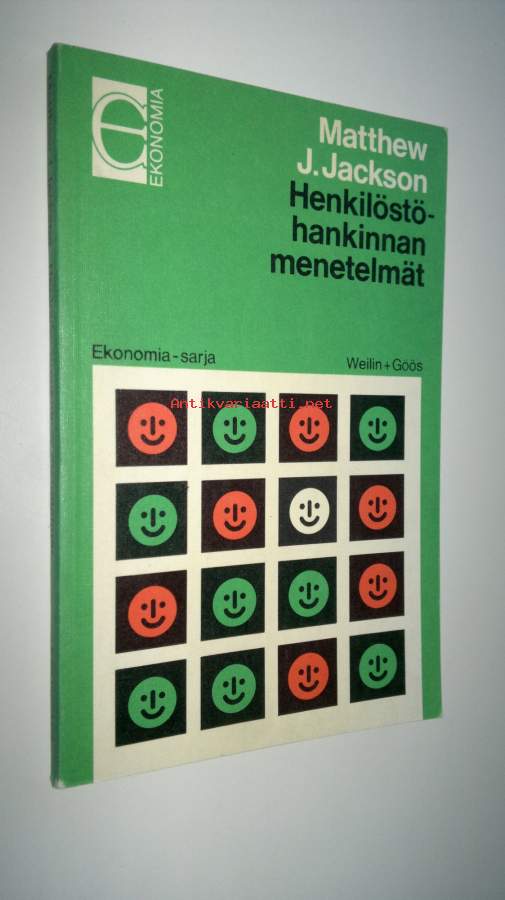 e
EKONOMIA
Matthew
J. Jackson
Henkilöstö-
hankinnan
menetelmät
Ekonomia-sarja
Weilin+Göös
Antikvariaatti.net